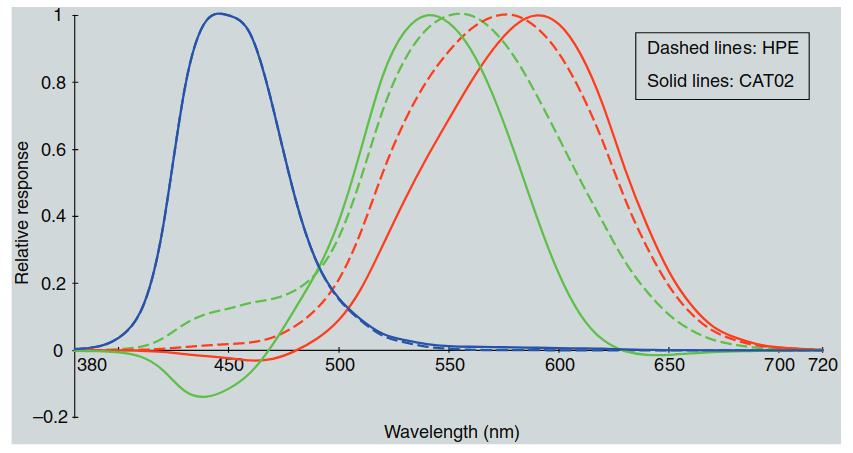 1
0.8
0.6
0.4
0.2
0
–0.2
Relative response
Dashed lines: HPE
Solid lines: CAT02
380 450 500 550 600 650 700 720
Wavelength (nm)